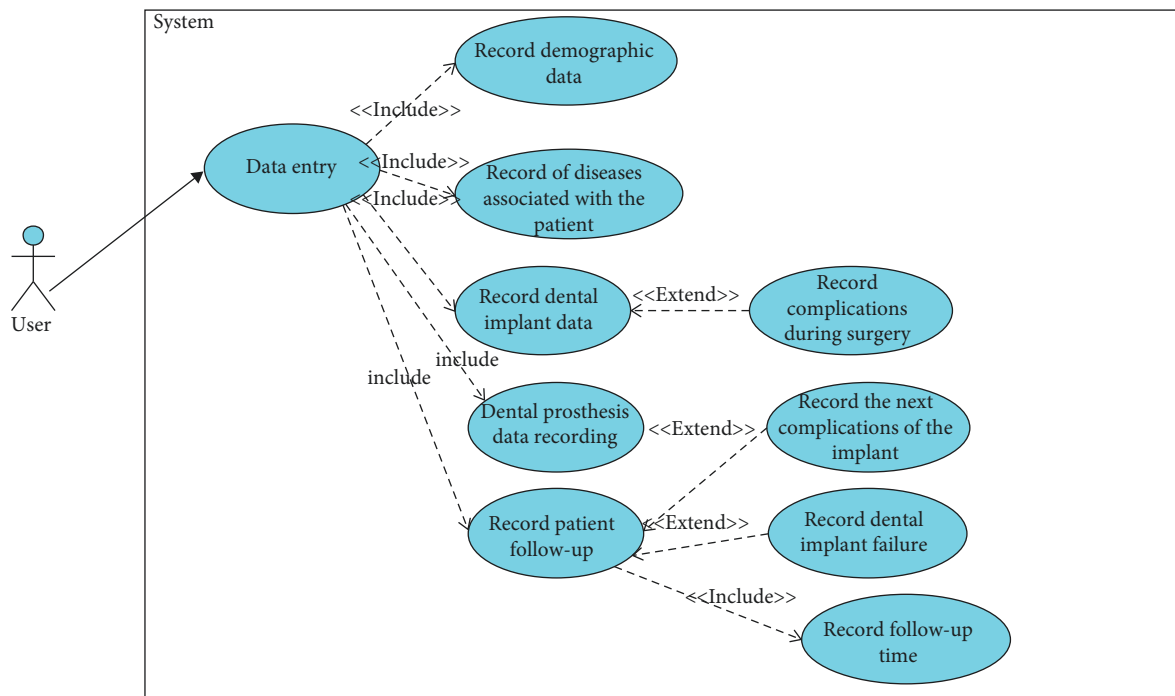 System
Record demographic
data
<<Include>>
Data entry
<<Include>>
Record of diseases
associated with the
patient
<<Include>>
User
Record dental
implant data
<<Extend>>
Record
complications
during surgery
include
include
Dental prosthesis
data recording
<<Extend>>
Record the next
complications of the
implant
Record patient
follow-up
<<Extend>>
Record dental
implant failure
<<Include>>
Record follow-up
time